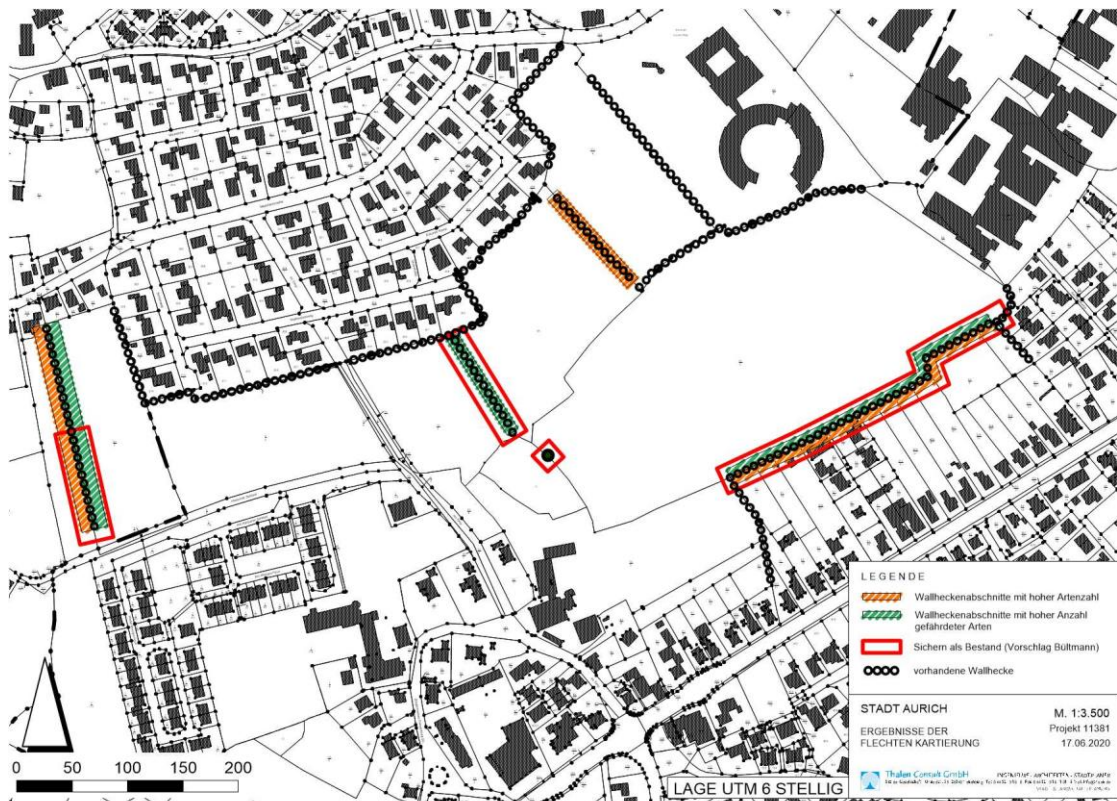 LEGENDE
Wallheckenabschnitte mit hoher Artenzahl
Wallheckenabschnitte mit hoher Anzahl
gefährdeter Arten
Sichern als Bestand (Vorschlag Bültmann)
vorhandene Wallhecke
STADT AURICH
M. 1:3.500
ERGEBNISSE DER
FLECHTEN KARTIERUNG
Projekt 11381
17.06.2020
Thalen Consult GmbH
0 50 100 150 200
LAGE UTM 6 STELLIG